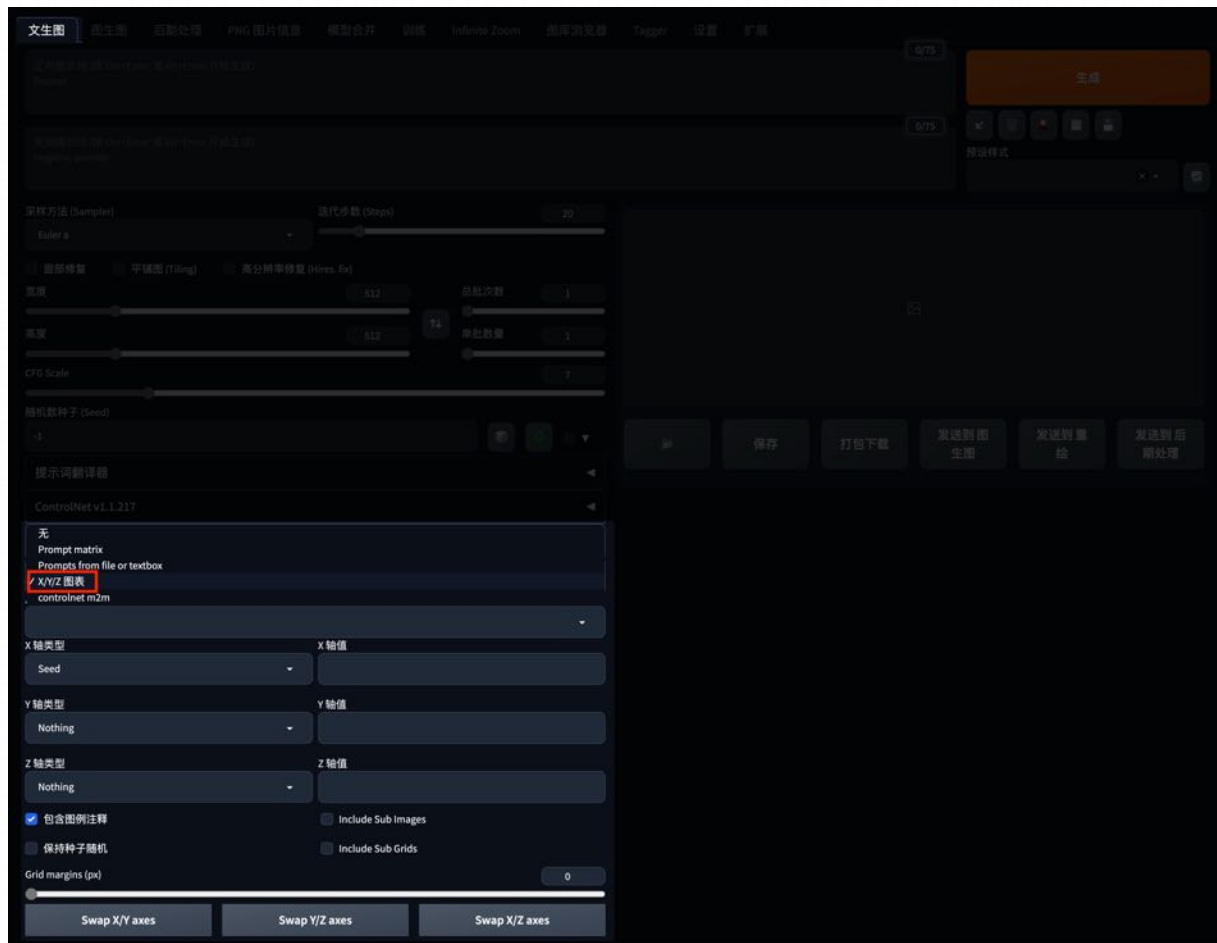 文生图 图生图 后期处理 PNG 图片信息 模型合并 训练 Infinite Zoom 图库浏览器 Tagger 设置 扩展
0/75
生成
0/75
预设样式
采样方法 (Sampler) 迭代步数 (Steps) 20
Euler a
面部修复 平铺图 (Tiling) 高分辨率修复 (Hires. fix)
宽度 512 总批次数 1
高度 512 单批数量 1
CFG Scale 7
随机数种子 (Seed)
-1
保存 打包下载 发送到 图生图 发送到 重绘 发送到 后期处理
提示词翻译器
ControlNet v1.1.217
无
Prompt matrix
Prompts from file or textbox
✓ X/Y/Z 图表
controlnet m2m
X 轴类型 X 轴值
Seed
Y 轴类型 Y 轴值
Nothing
Z 轴类型 Z 轴值
Nothing
包含图例注释 Include Sub Images
保持种子随机 Include Sub Grids
Grid margins (px) 0
Swap X/Y axes Swap Y/Z axes Swap X/Z axes